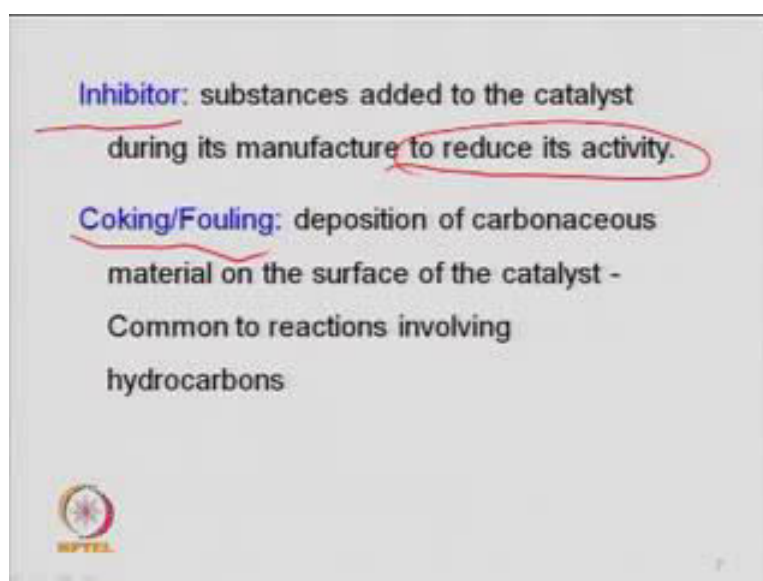 Inhibitor: substances added to the catalyst
during its manufacture to reduce its activity.
Coking/Fouling: deposition of carbonaceous
material on the surface of the catalyst -
Common to reactions involving
hydrocarbons
NPTEL